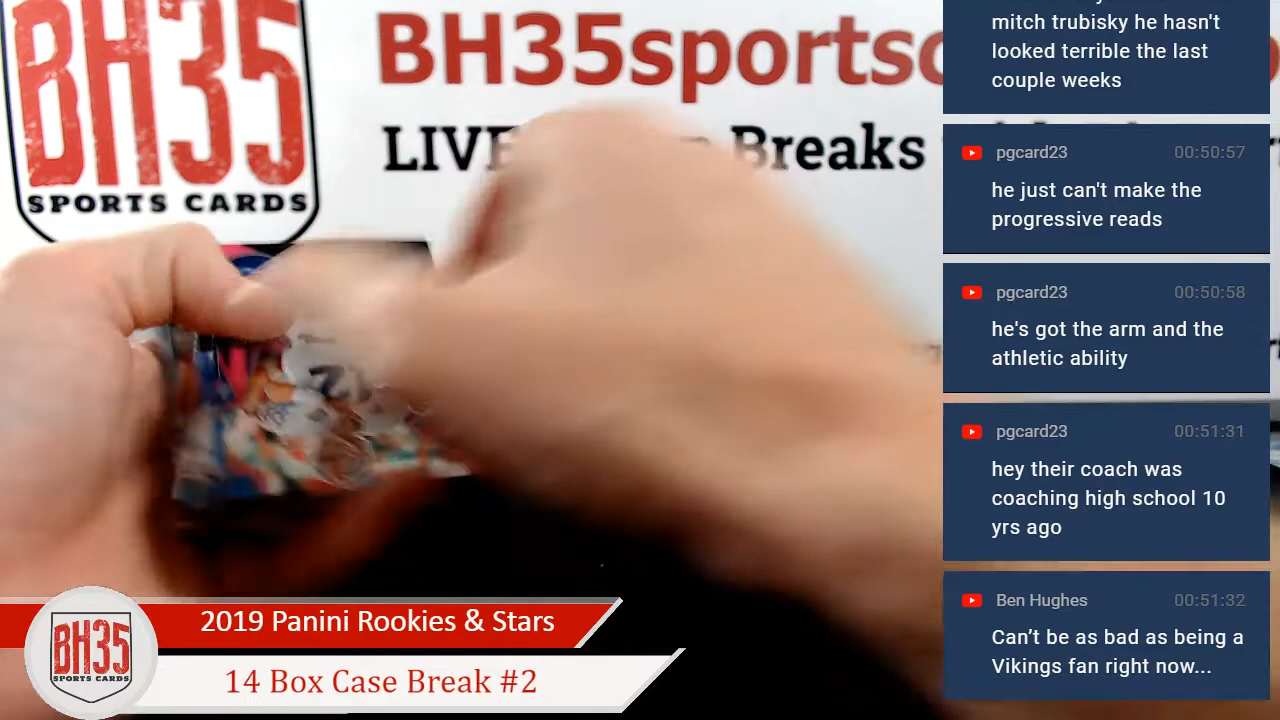 BH35
SPORTS CARDS
BH35sportsc
LIVE Breaks
mitch trubisky he hasn't
looked terrible the last
couple weeks
pgcard23 00:50:57
he just can't make the
progressive reads
pgcard23 00:50:58
he's got the arm and the
athletic ability
pgcard23 00:51:31
hey their coach was
coaching high school 10
yrs ago
Ben Hughes 00:51:32
Can't be as bad as being a
Vikings fan right now...
BH35
SPORTS CARDS
2019 Panini Rookies & Stars
14 Box Case Break #2